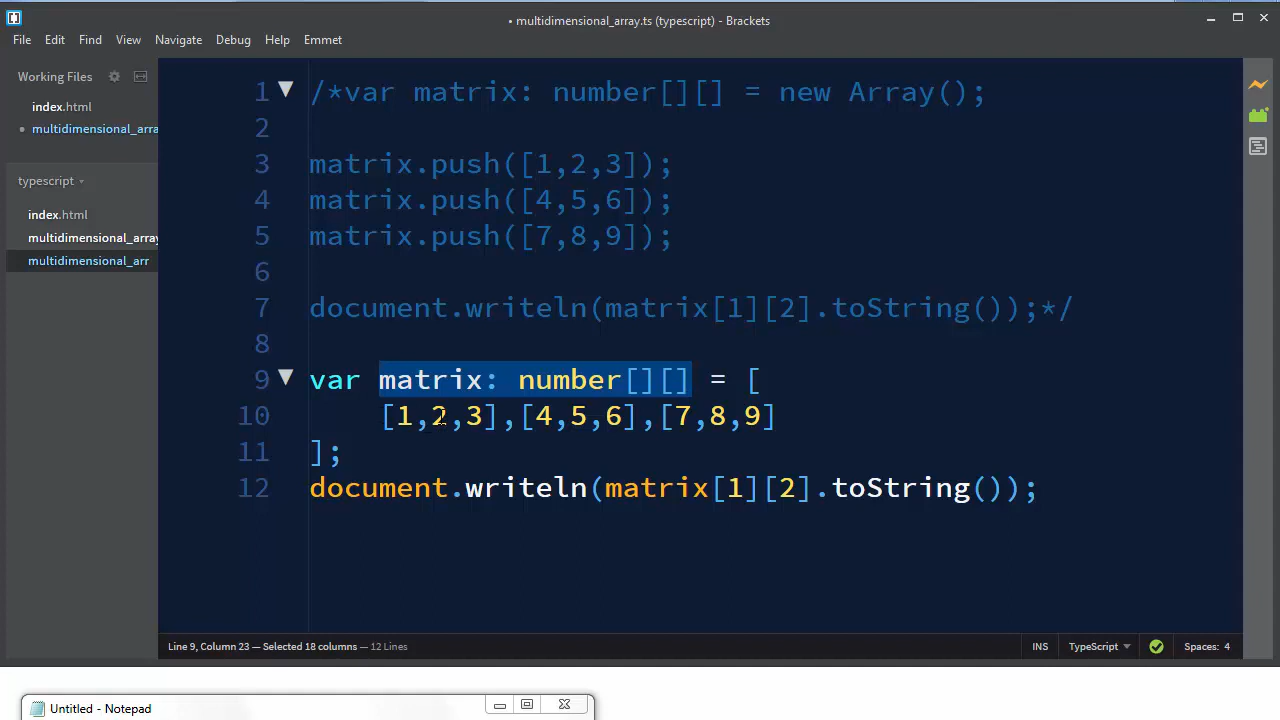 • multidimensional_array.ts (typescript) - Brackets
File Edit Find View Navigate Debug Help Emmet
Working Files
index.html
• multidimensional_arra
typescript
index.html
multidimensional_array
multidimensional_arr
1 /*var matrix: number[][] = new Array();
2
3 matrix.push([1,2,3]);
4 matrix.push([4,5,6]);
5 matrix.push([7,8,9]);
6
7 document.writeln(matrix[1][2].toString());*/
8
9 var matrix: number[][] = [
10 [1,2,3],[4,5,6],[7,8,9]
11 ];
12 document.writeln(matrix[1][2].toString());
Line 9, Column 23 — Selected 18 columns — 12 Lines INS TypeScript Spaces: 4
Untitled - Notepad